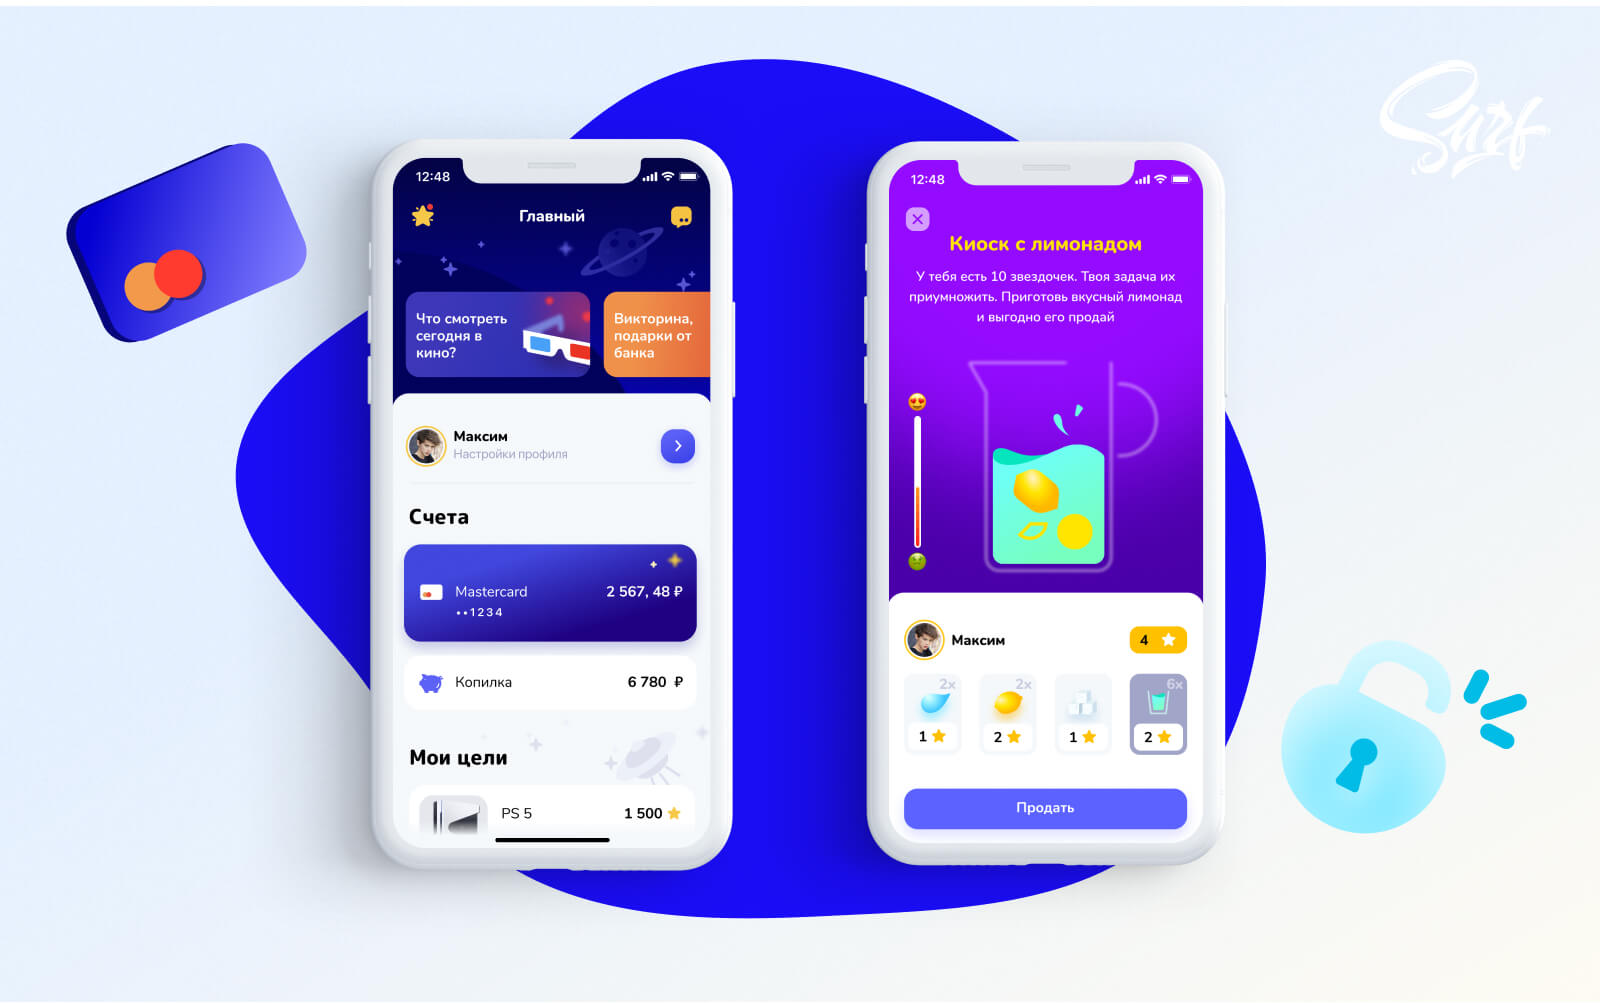 Surf
12:48
Главный
Что смотреть
сегодня в
кино?
Викторина,
подарки от
банка
Максим
Настройки профиля
Счета
Mastercard
2 567, 48 ₽
••1234
Копилка
6 780 ₽
Мои цели
PS 5
1 500
12:48
Киоск с лимонадом
У тебя есть 10 звездочек. Твоя задача их
приумножить. Приготовь вкусный лимонад
и выгодно его продай
Максим
4
2x
2x
6x
1
2
1
2
Продать